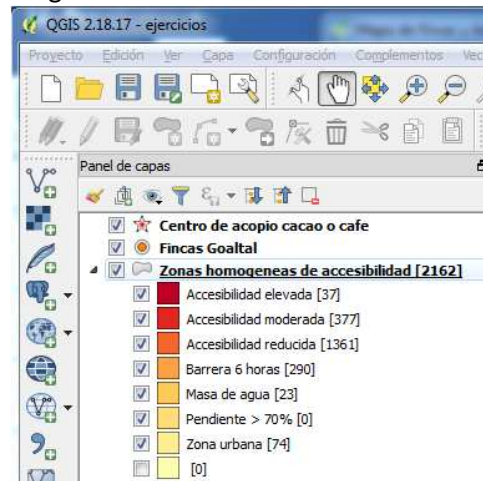 QGIS 2.18.17 - ejercicios
Proyecto Edición Ver Capa Configuración Complementos Vec
Panel de capas
Centro de acopio cacao o cafe
Fincas Goaltal
Zonas homogeneas de accesibilidad [2162]
Accesibilidad elevada [37]
Accesibilidad moderada [377]
Accesibilidad reducida [1361]
Barrera 6 horas [290]
Masa de agua [23]
Pendiente > 70% [0]
Zona urbana [74]
[0]